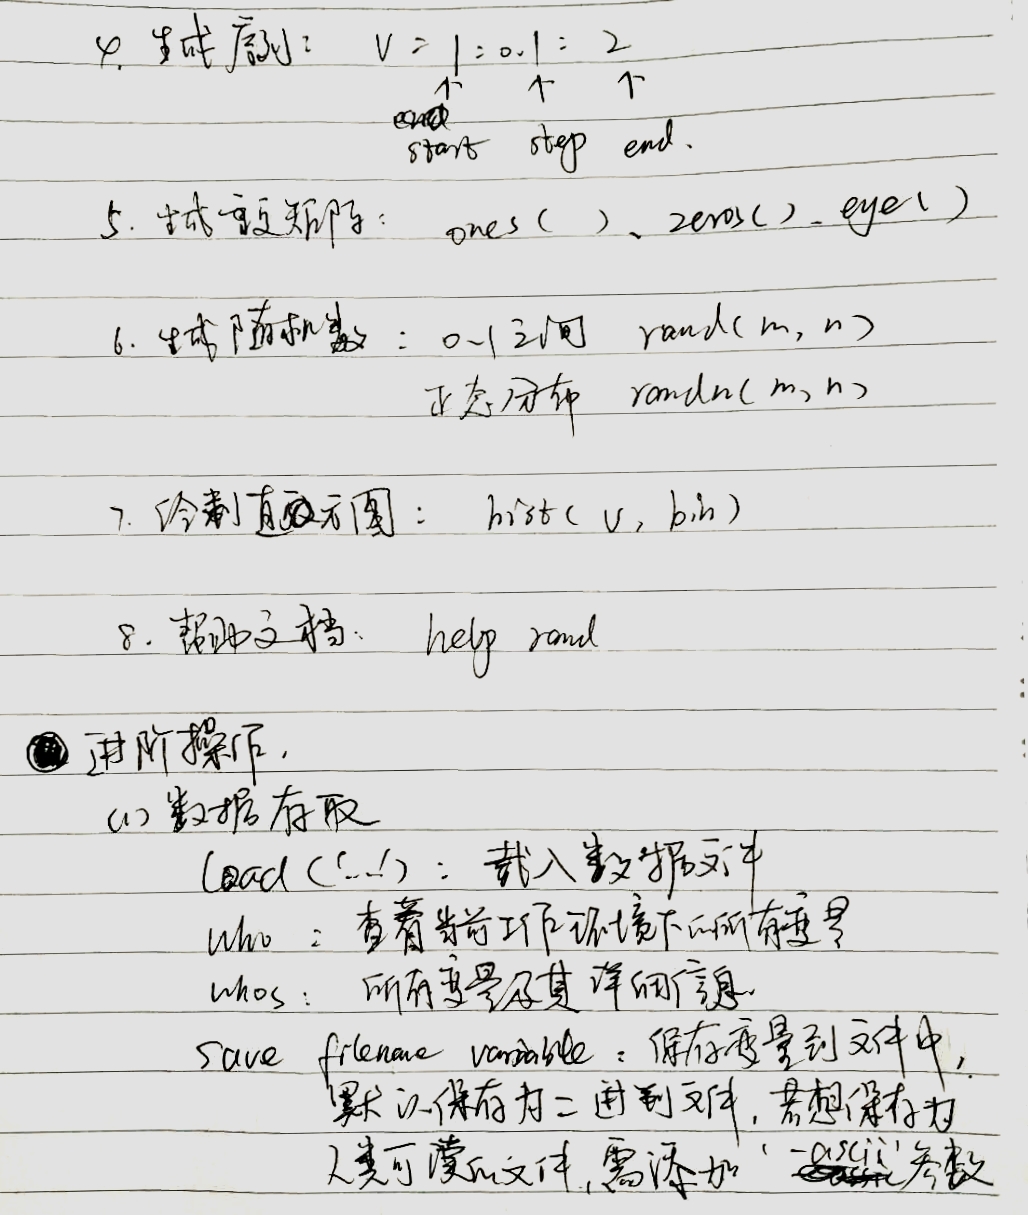 4. 生成序列: V = 1 : 0.1 : 2
↑ ↑ ↑
start step end.
5. 生成重复矩阵: ones( )、zeros()、eye()
6. 生成随机数: 0~1之间 rand(m, n)
正态分布 randn(m, n)
7. 绘制直方图: hist(v, bin)
8. 帮助文档: help rand
进阶操作.
(1) 数据存取
load('...'): 载入数据文件
who: 查看当前工作环境下的所有变量
whos: 所有变量及其详细信息.
save filename variable: 保存变量到文件中,
默认保存为二进制文件, 若想保存为
人类可读的文件, 需添加'-ascii'参数